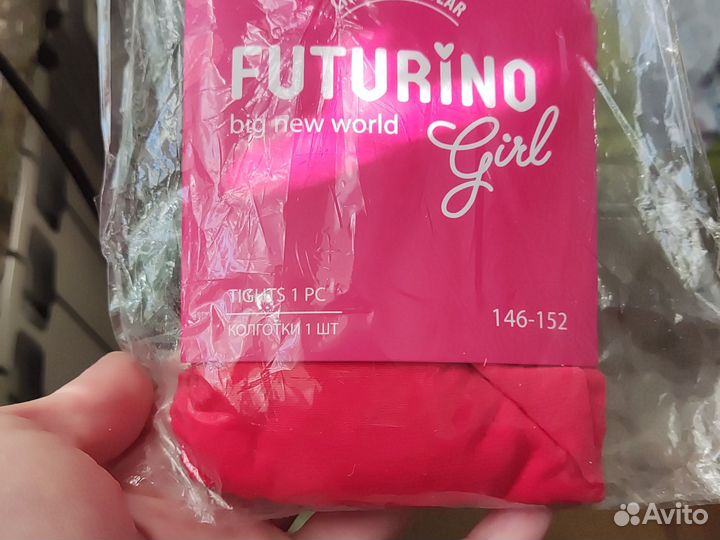 FUTURiNO
big new world
Girl
TIGHTS 1 PC
КОЛГОТКИ 1 ШТ
146-152
Avito